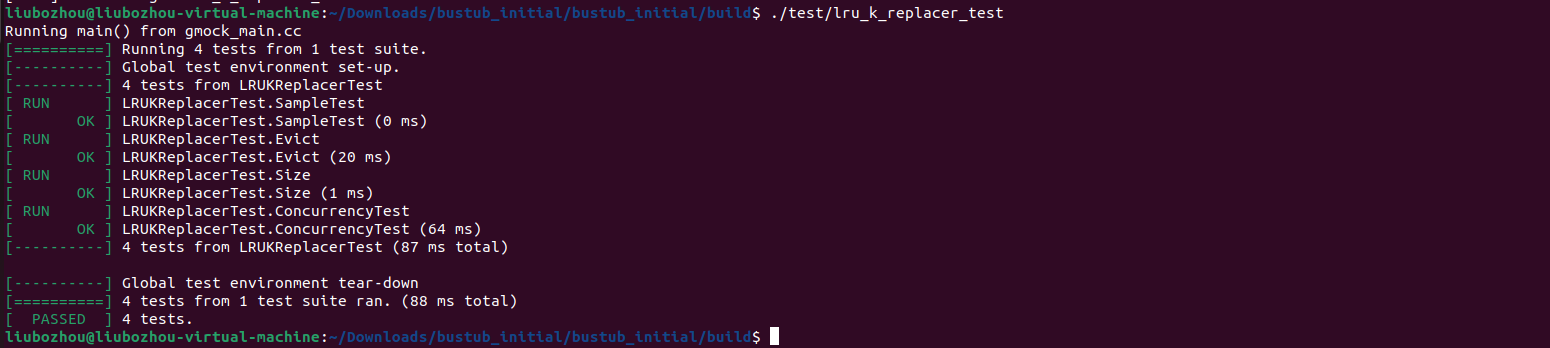 liubozhou@liubozhou-virtual-machine:~/Downloads/bustub_initial/bustub_initial/build$ ./test/lru_k_replacer_test
Running main() from gmock_main.cc
[==========] Running 4 tests from 1 test suite.
[----------] Global test environment set-up.
[----------] 4 tests from LRUKReplacerTest
[ RUN      ] LRUKReplacerTest.SampleTest
[       OK ] LRUKReplacerTest.SampleTest (0 ms)
[ RUN      ] LRUKReplacerTest.Evict
[       OK ] LRUKReplacerTest.Evict (20 ms)
[ RUN      ] LRUKReplacerTest.Size
[       OK ] LRUKReplacerTest.Size (1 ms)
[ RUN      ] LRUKReplacerTest.ConcurrencyTest
[       OK ] LRUKReplacerTest.ConcurrencyTest (64 ms)
[----------] 4 tests from LRUKReplacerTest (87 ms total)

[----------] Global test environment tear-down
[==========] 4 tests from 1 test suite ran. (88 ms total)
[  PASSED  ] 4 tests.
liubozhou@liubozhou-virtual-machine:~/Downloads/bustub_initial/bustub_initial/build$